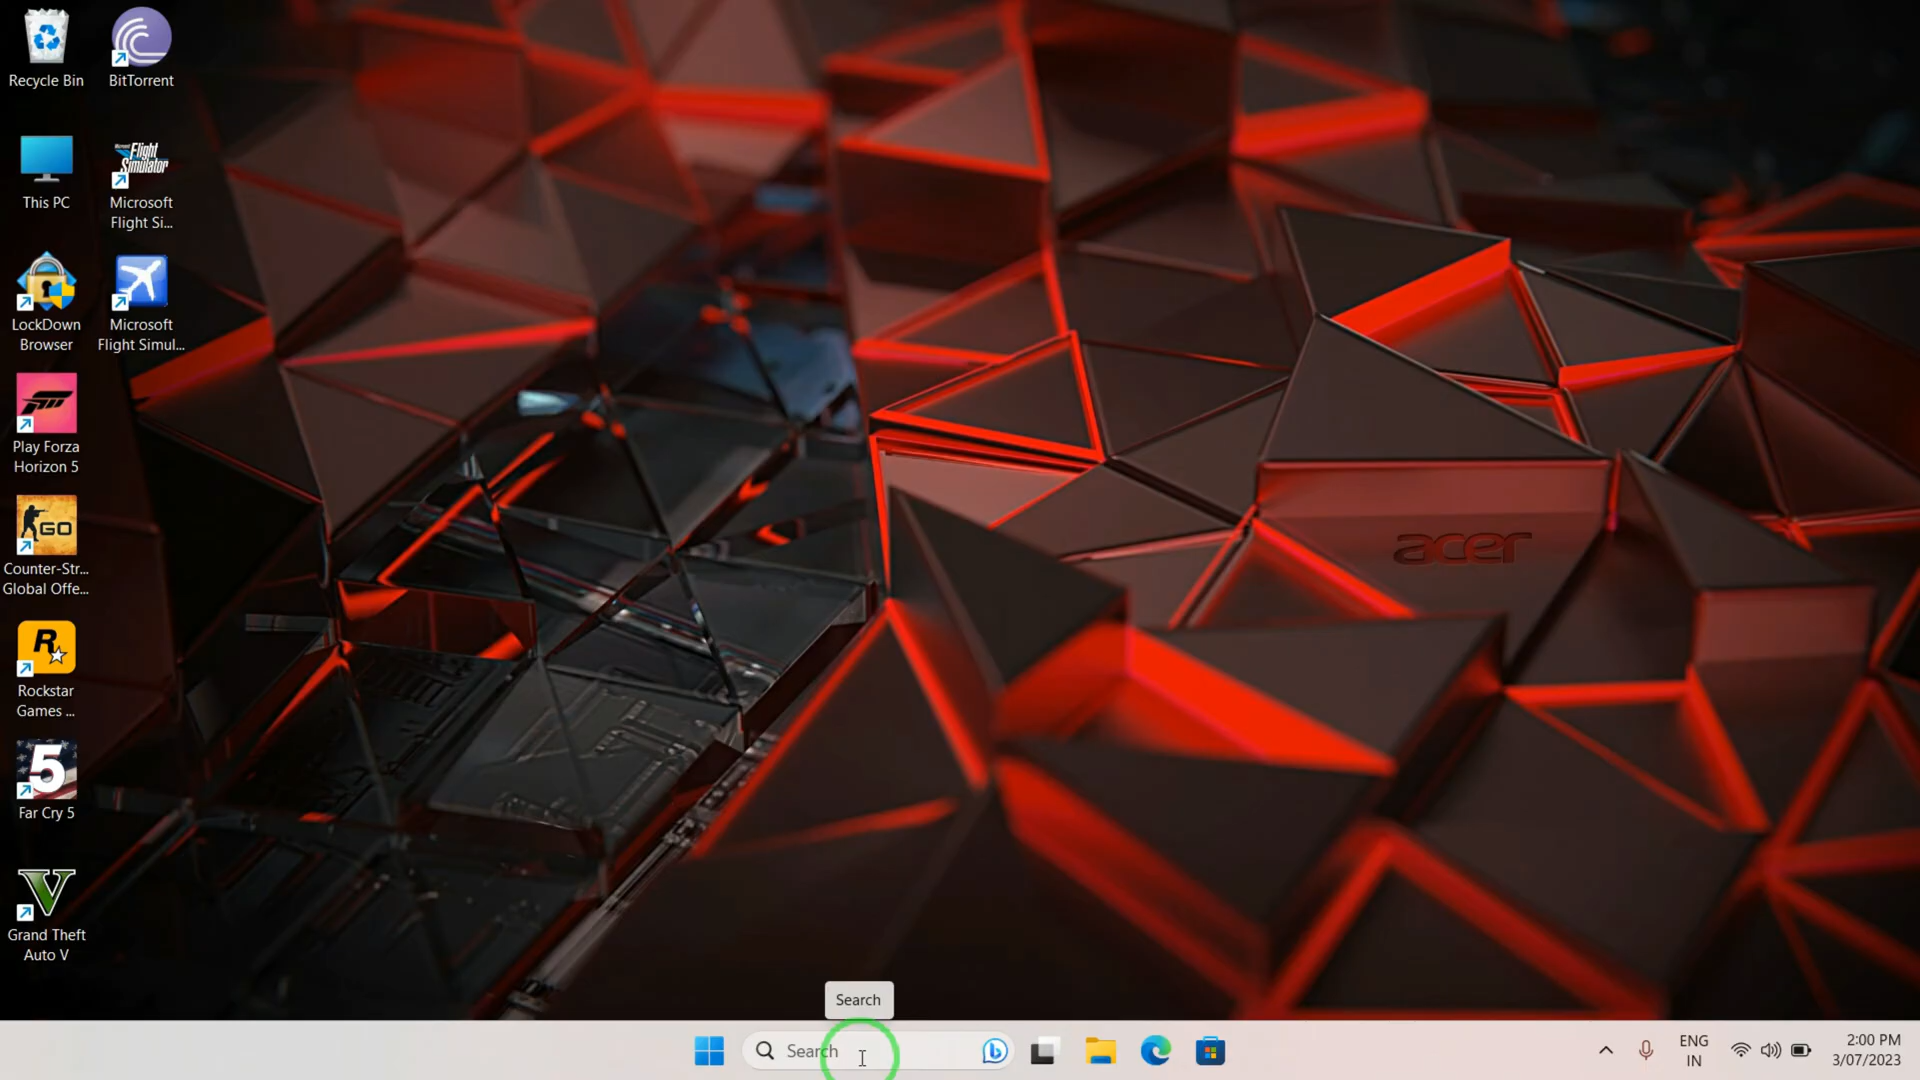 Recycle Bin
BitTorrent
This PC
Microsoft
Flight Simulator
Microsoft
Flight Si...
LockDown
Browser
Microsoft
Flight Simul...
Play Forza
Horizon 5
GO
Counter-Str...
Global Offe...
R
Rockstar
Games ...
5
Far Cry 5
V
Grand Theft
Auto V
acer
Search
Search
ENG
IN
2:00 PM
3/07/2023